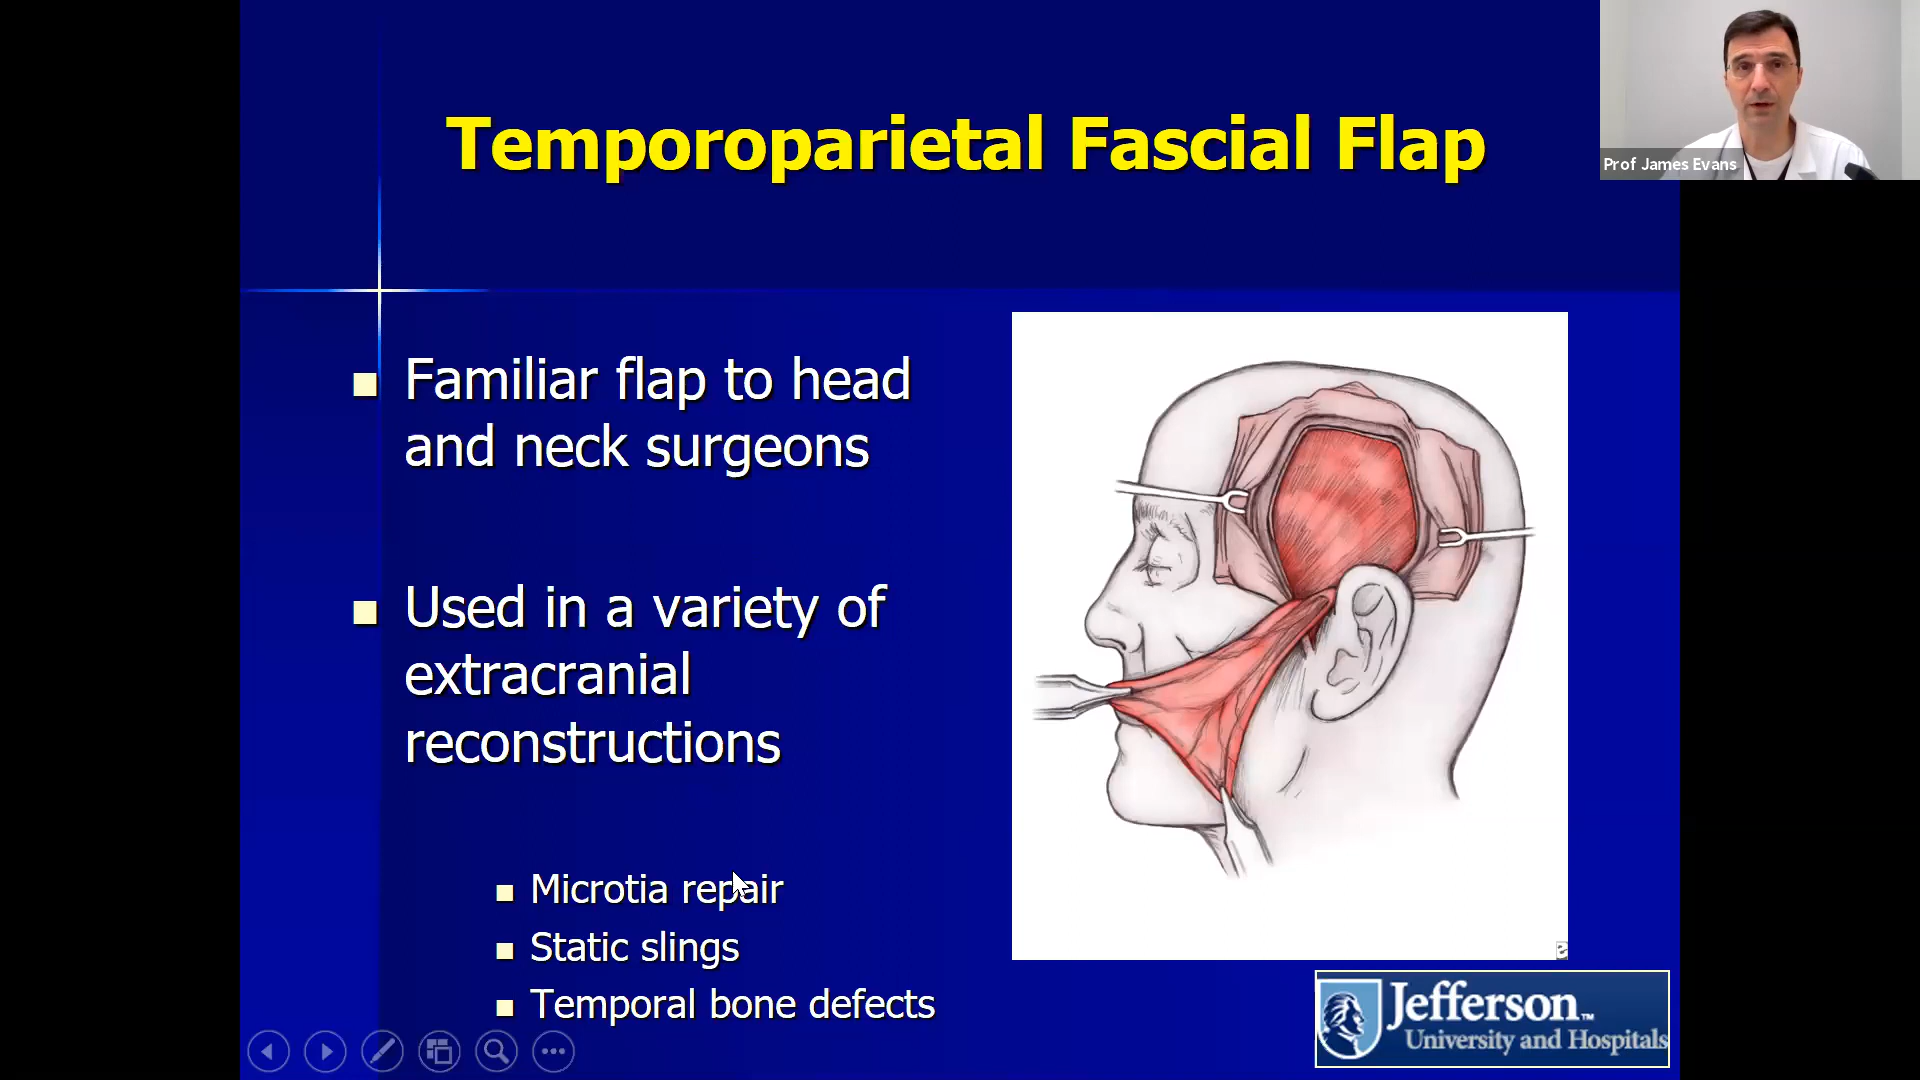 Temporoparietal Fascial Flap
Prof James Evans
Familiar flap to head
and neck surgeons
Used in a variety of
extracranial
reconstructions
Microtia repair
Static slings
Temporal bone defects
Jefferson™
University and Hospitals